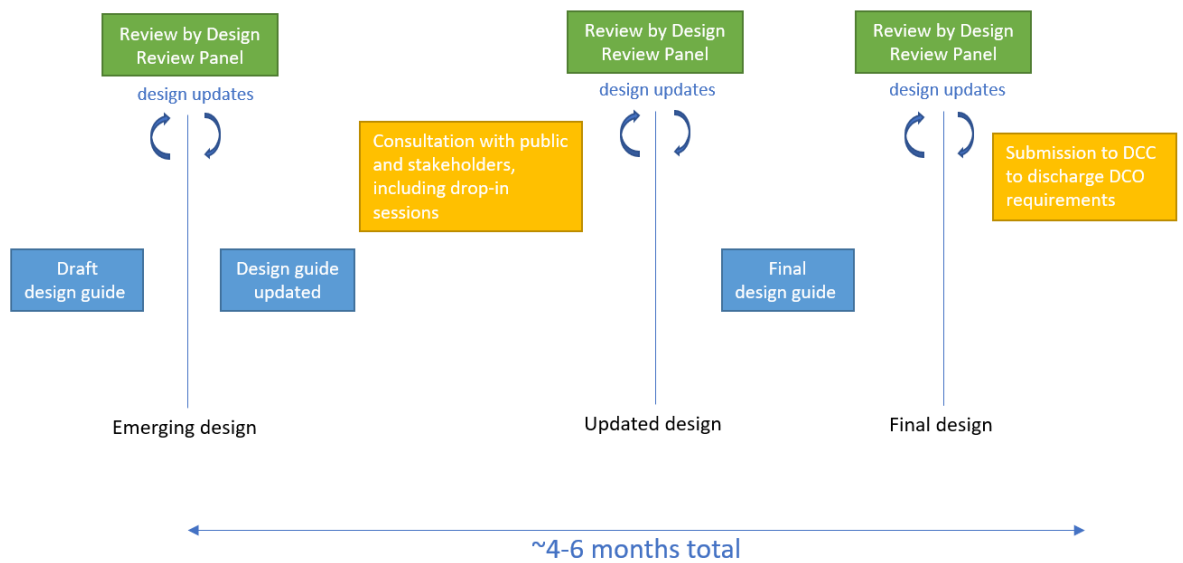 Review by Design
Review Panel
design updates
Review by Design
Review Panel
design updates
Review by Design
Review Panel
design updates
Consultation with public
and stakeholders,
including drop-in
sessions
Submission to DCC
to discharge DCO
requirements
Draft
design guide
Design guide
updated
Final
design guide
Emerging design
Updated design
Final design
~4-6 months total